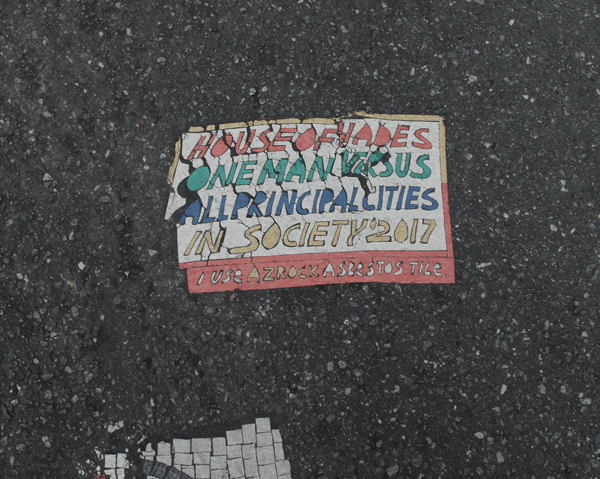 HOUSE OF HADES
ONE MAN VERSUS
ALL PRINCIPAL CITIES
IN SOCIETY'2017
I USE AZROCK ASBESTOS TILE